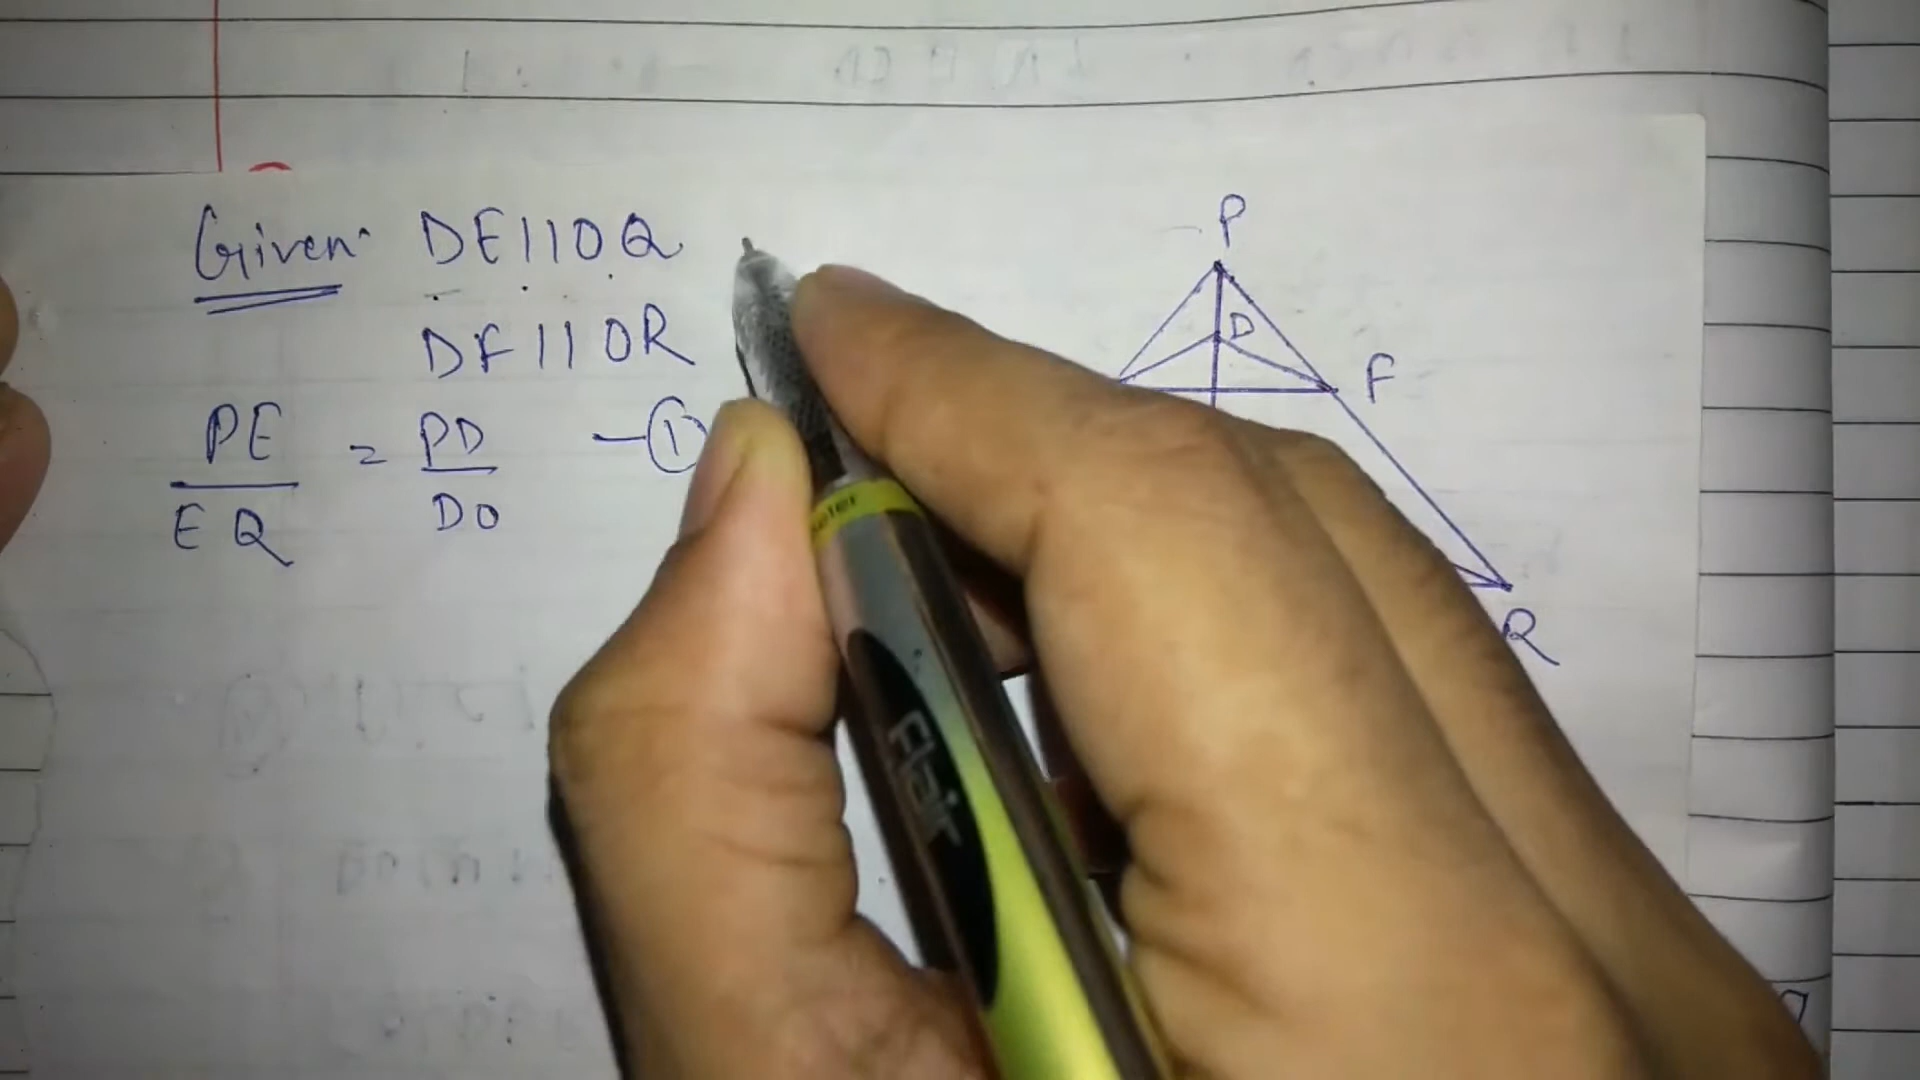 Given: DE||OQ
DF||OR
PE = PD —①
EQ DO
P
D
F
R
Flair